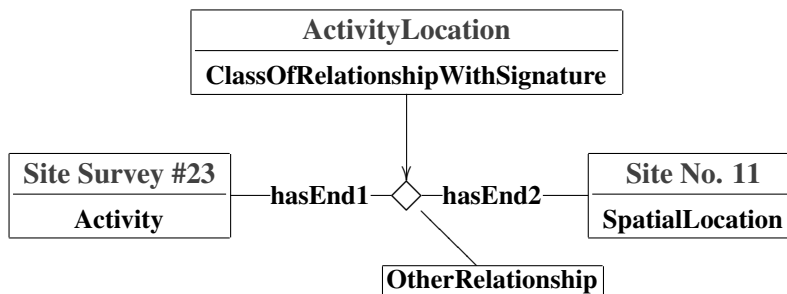 ActivityLocation
ClassOfRelationshipWithSignature
Site Survey #23
Activity
hasEnd1
hasEnd2
Site No. 11
SpatialLocation
OtherRelationship